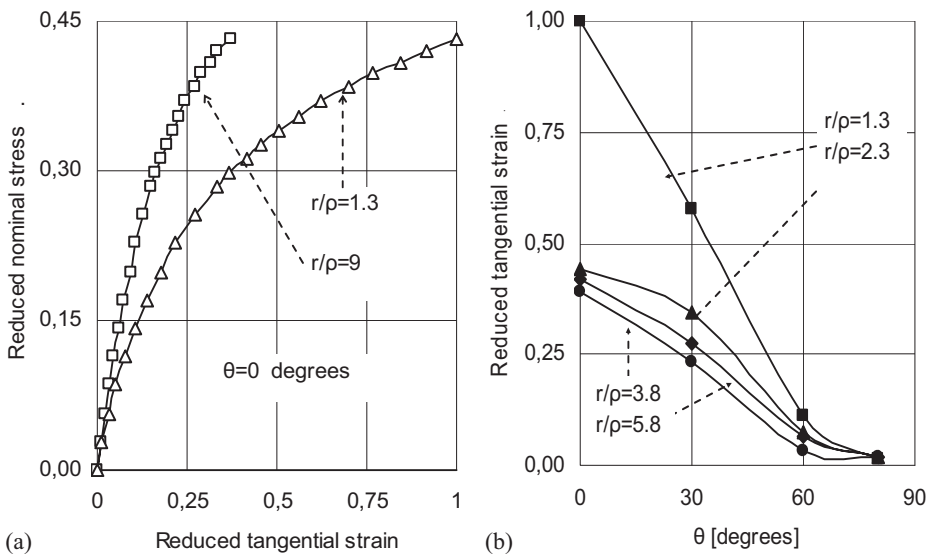 0,45
0,30
0,15
0,00
Reduced nominal stress
r/ρ=1.3
r/ρ=9
θ=0 degrees
0 0,25 0,5 0,75 1
(a) Reduced tangential strain
1,00
0,75
0,50
0,25
0,00
Reduced tangential strain
r/ρ=1.3
r/ρ=2.3
r/ρ=3.8
r/ρ=5.8
0 30 60 90
(b) θ [degrees]